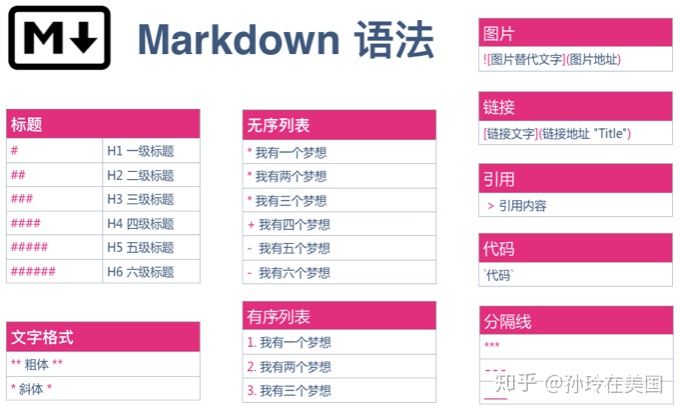 M
Markdown 语法
标题
# H1 一级标题
## H2 二级标题
### H3 三级标题
#### H4 四级标题
##### H5 五级标题
###### H6 六级标题
文字格式
** 粗体 **
* 斜体 *
无序列表
* 我有一个梦想
* 我有两个梦想
* 我有三个梦想
+ 我有四个梦想
- 我有五个梦想
- 我有六个梦想
有序列表
1. 我有一个梦想
2. 我有两个梦想
3. 我有三个梦想
图片
![图片替代文字](图片地址)
链接
[链接文字](链接地址 "Title")
引用
> 引用内容
代码
`代码`
分隔线
***
---
___
知乎 @孙玲在美国